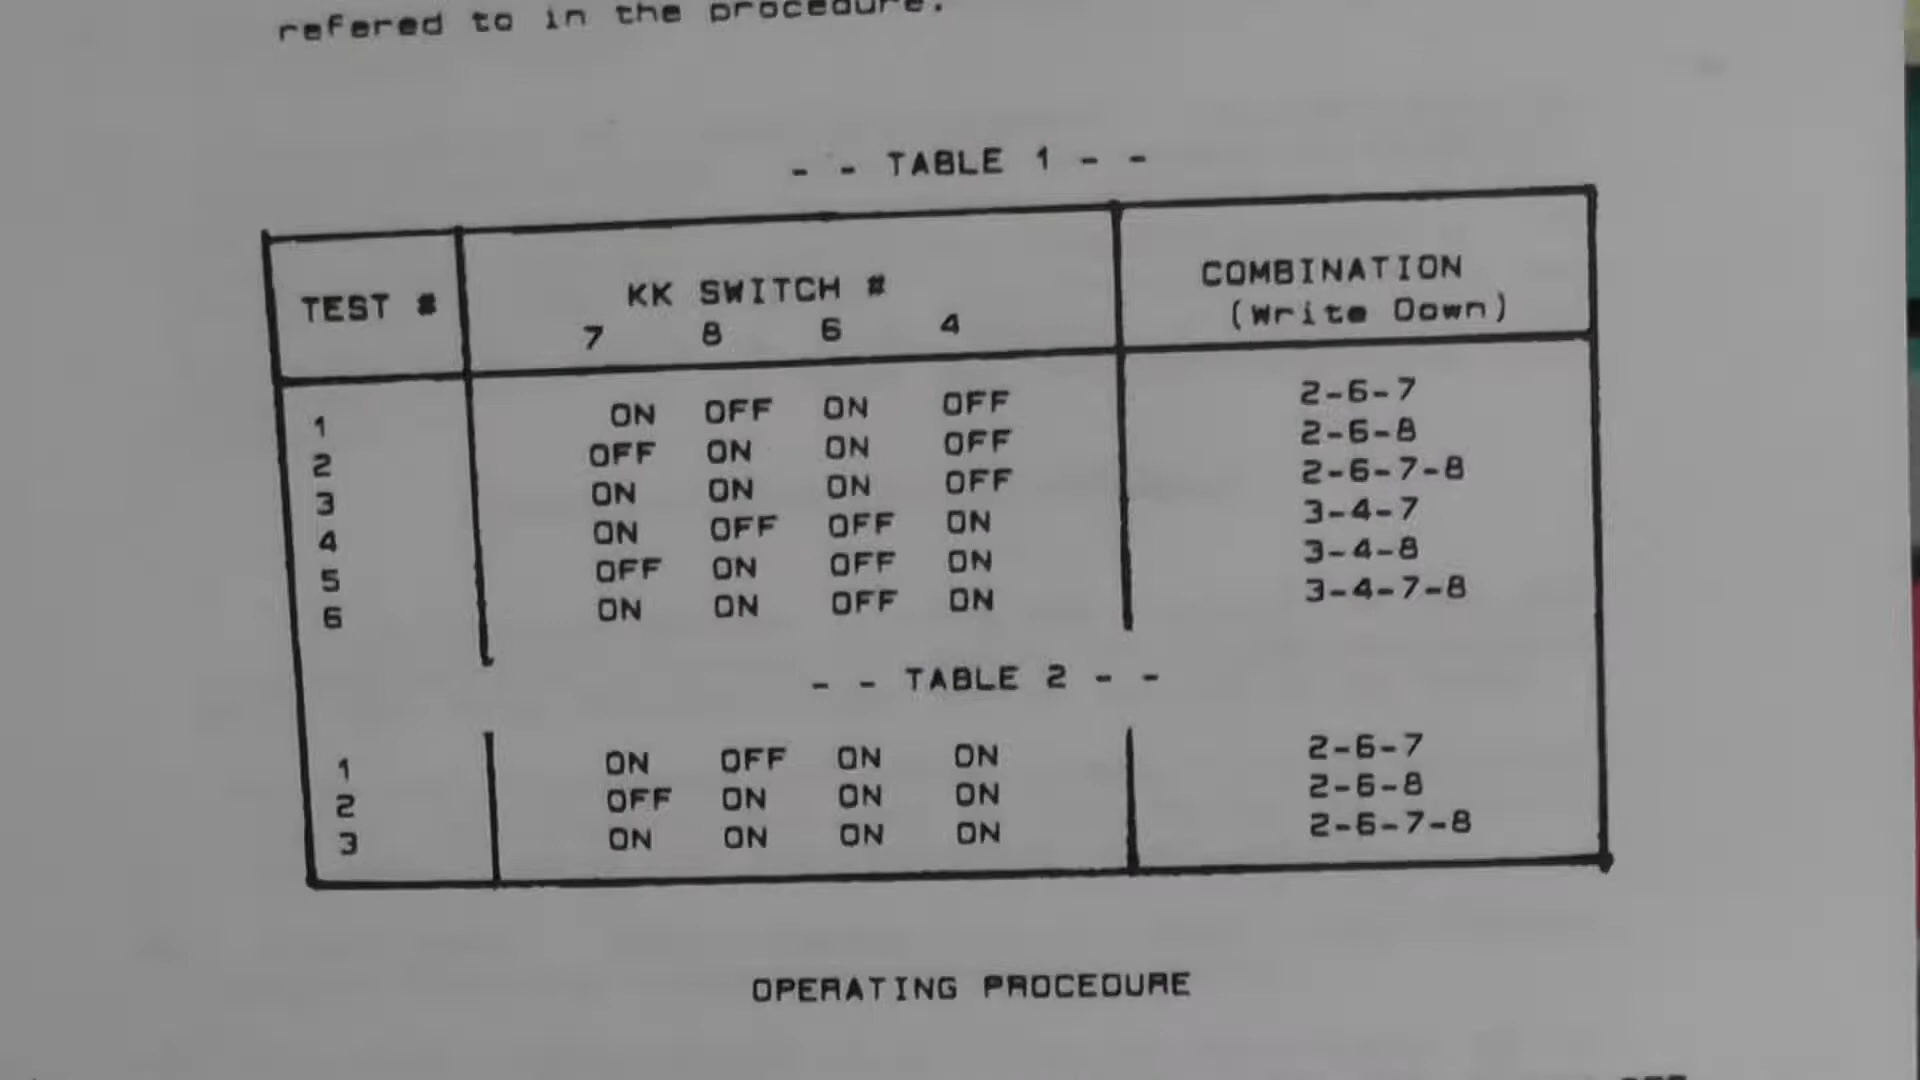 refered to in the procedure.
- - TABLE 1 - -
TEST # KK SWITCH # COMBINATION
7 8 6 4 (Write Down)
1 ON OFF ON OFF 2-6-7
2 OFF ON ON OFF 2-6-8
3 ON ON ON OFF 2-6-7-8
4 ON OFF OFF ON 3-4-7
5 OFF ON OFF ON 3-4-8
6 ON ON OFF ON 3-4-7-8
- - TABLE 2 - -
1 ON OFF ON ON 2-6-7
2 OFF ON ON ON 2-6-8
3 ON ON ON ON 2-6-7-8
OPERATING PROCEDURE